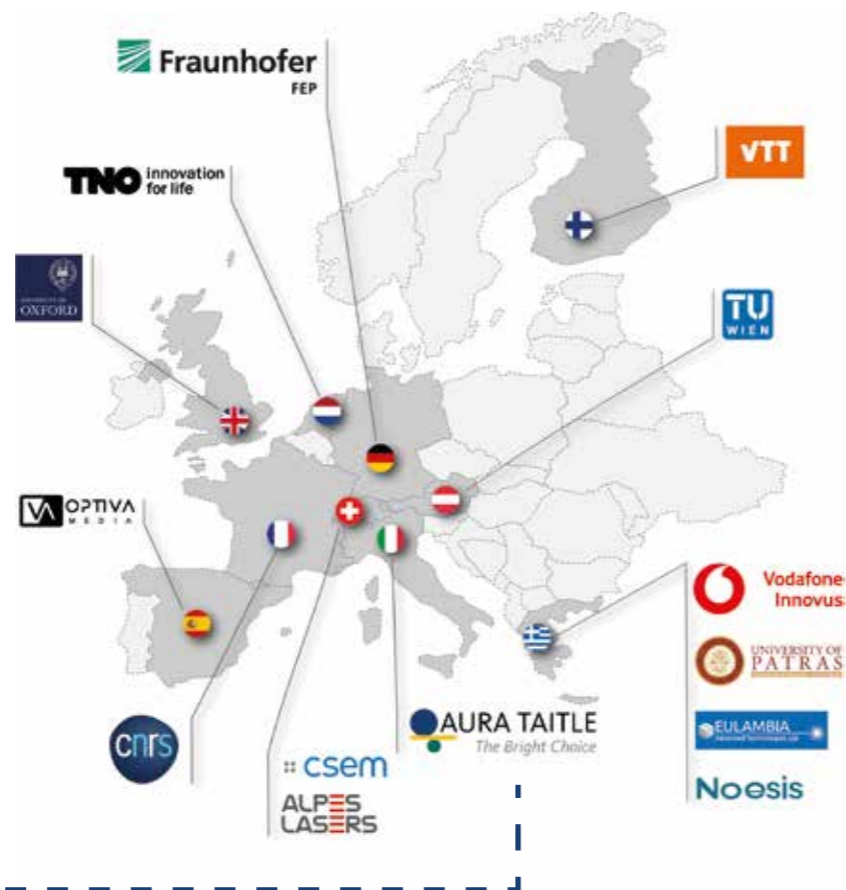 Fraunhofer
FEP
TNO innovation
for life
VTT
UNIVERSITY OF
OXFORD
TU
WIEN
VA OPTIVA
MEDIA
Vodafone
Innovus
UNIVERSITY OF
PATRAS
EULAMBIA
Noesis
AURA TAITLE
The Bright Choice
cnrs
:: csem
ALPES
LASERS